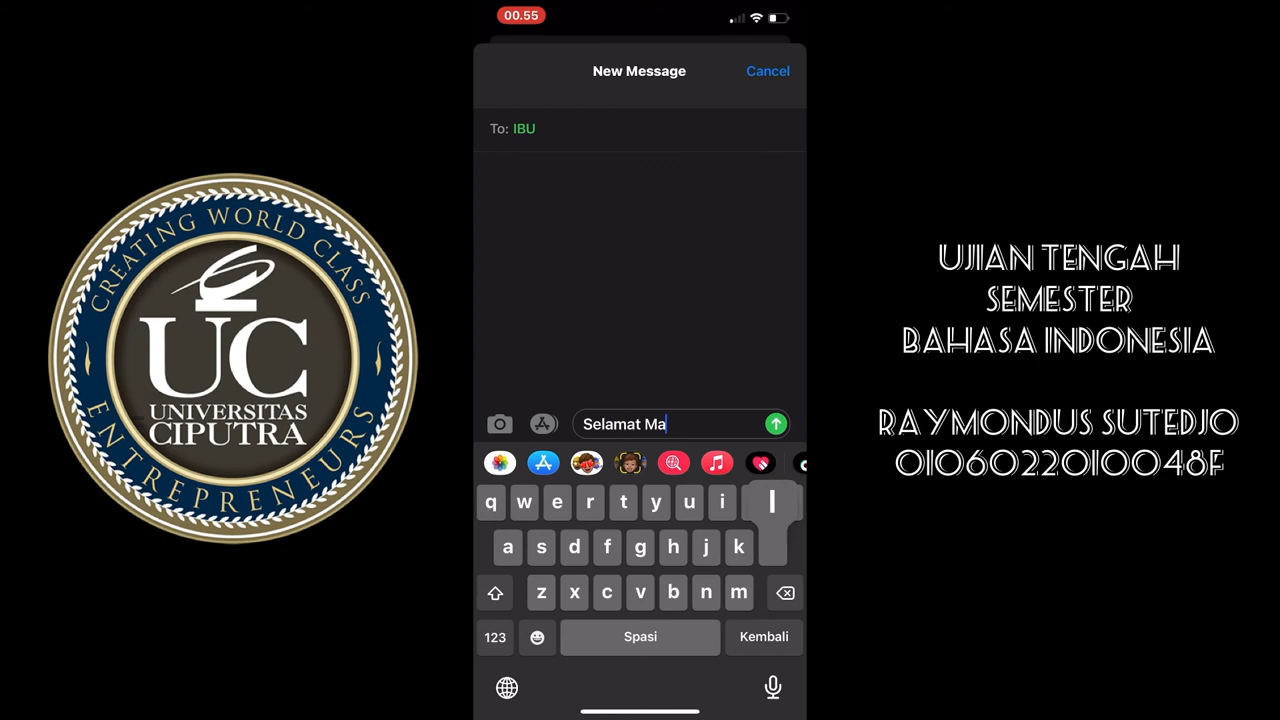 CREATING WORLD CLASS
UC
UNIVERSITAS
CIPUTRA
ENTREPRENEURS
00.55
New Message
Cancel
To: IBU
Selamat Ma
q w e r t y u i l
a s d f g h j k
z x c v b n m
123 Spasi Kembali
UJIAN TENGAH
SEMESTER
BAHASA INDONESIA
RAYMONDUS SUTEDJO
0106022010048F